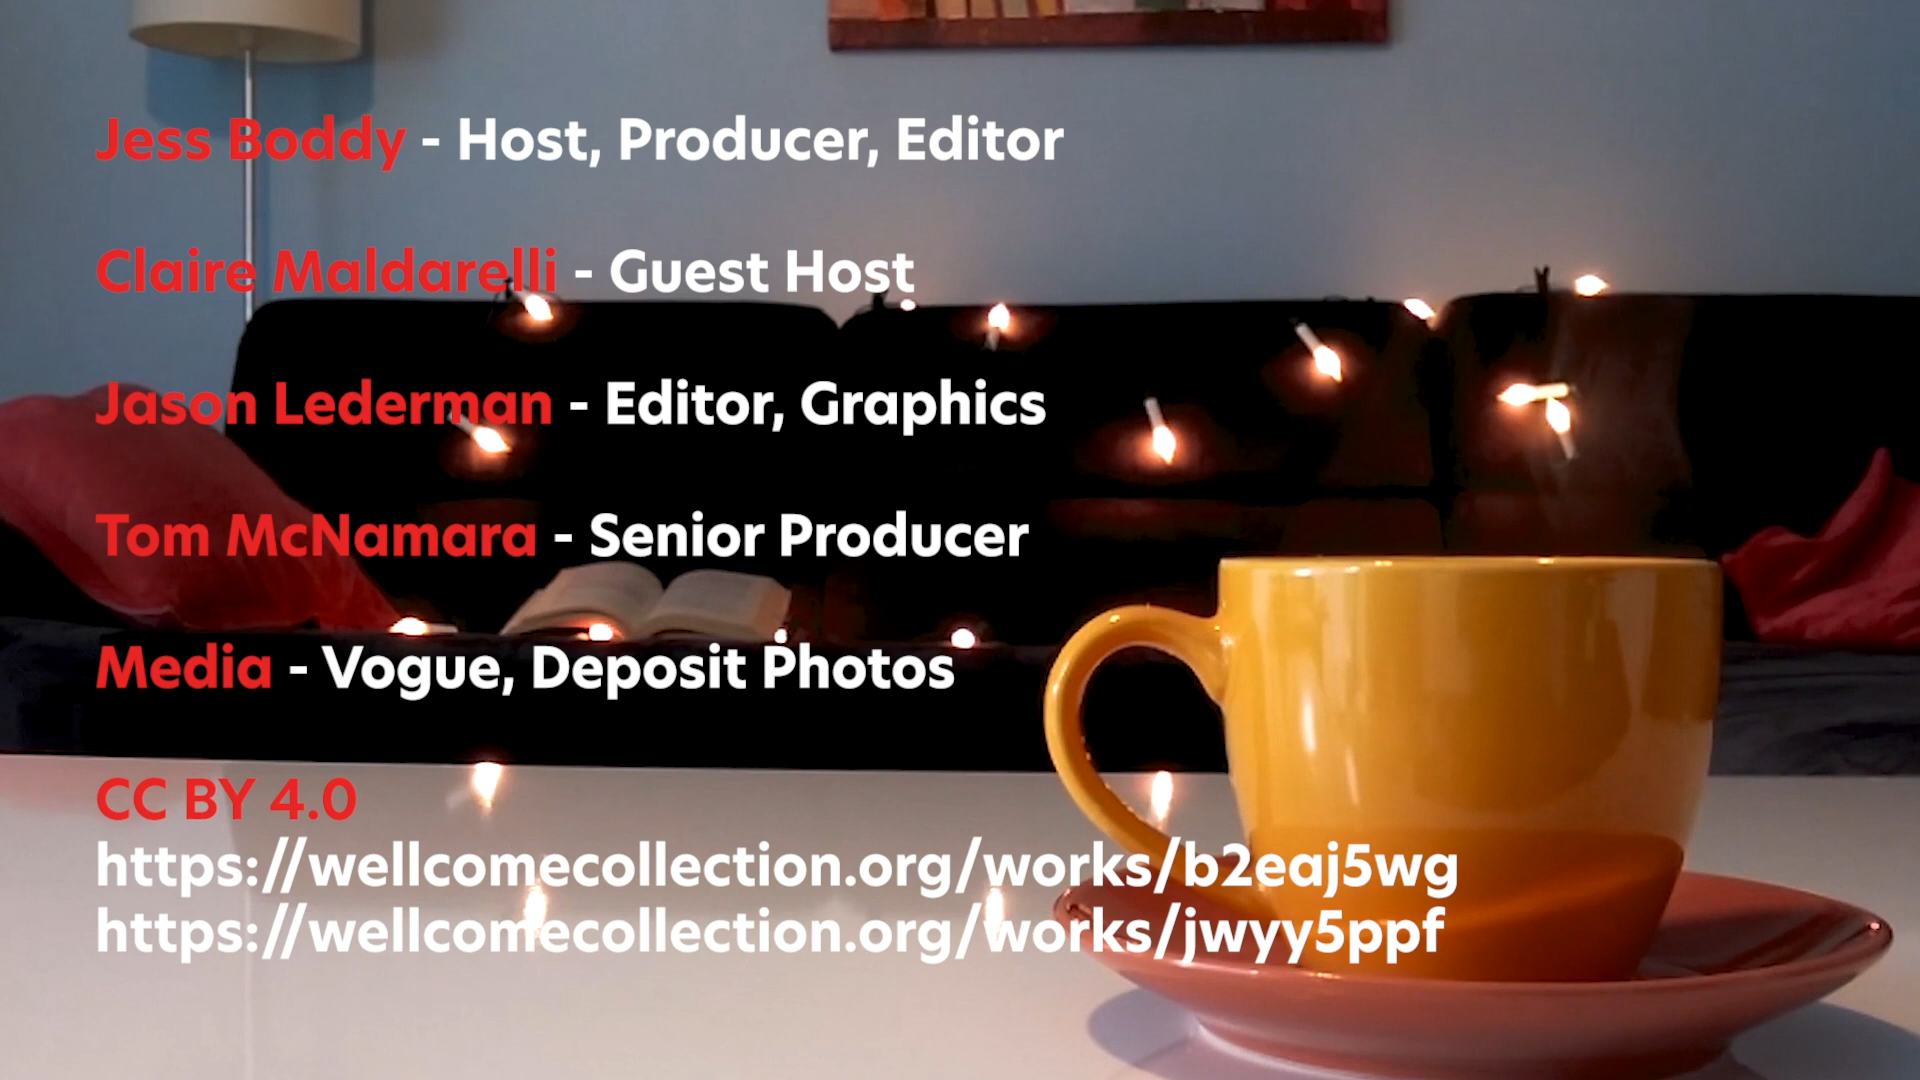 Jess Boddy - Host, Producer, Editor
Claire Maldarelli - Guest Host
Jason Lederman - Editor, Graphics
Tom McNamara - Senior Producer
Media - Vogue, Deposit Photos
CC BY 4.0
https://wellcomecollection.org/works/b2eaj5wg
https://wellcomecollection.org/works/jwyy5ppf